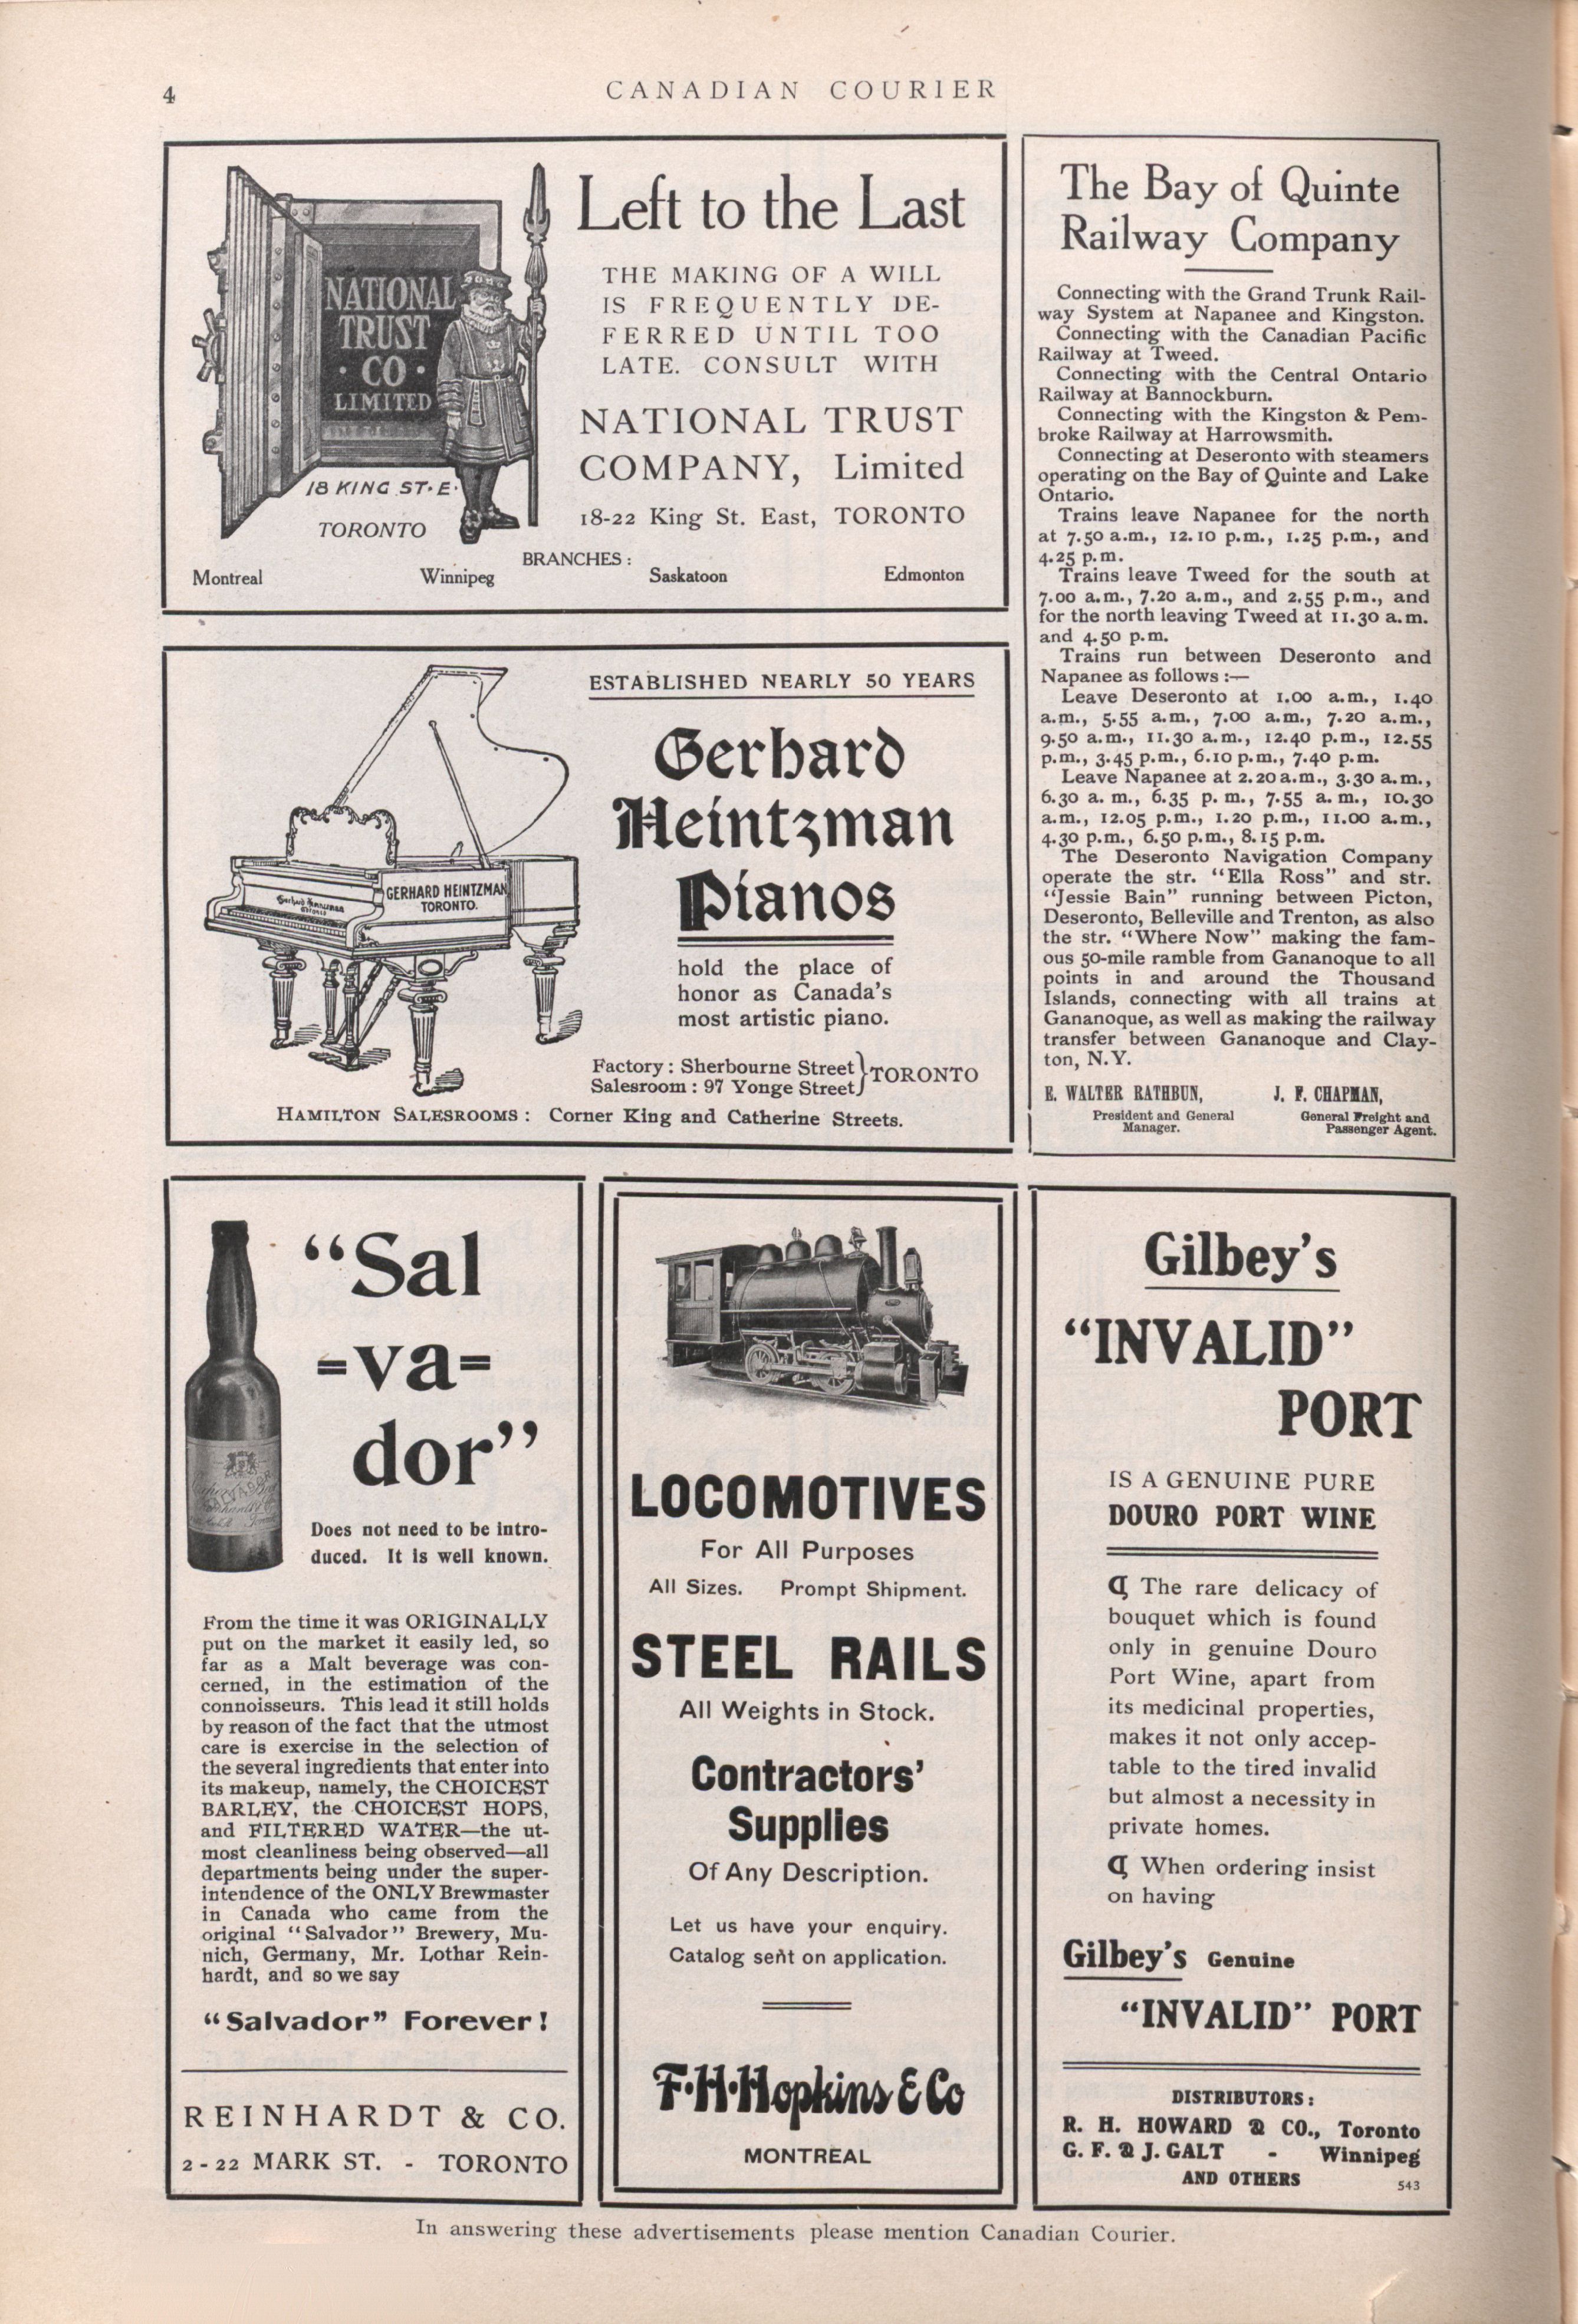 4
CANADIAN COURIER
NATIONAL
TRUST
· CO ·
LIMITED
18 KING ST. E.
TORONTO
Left to the Last
THE MAKING OF A WILL
IS FREQUENTLY DE-
FERRED UNTIL TOO
LATE. CONSULT WITH
NATIONAL TRUST
COMPANY, Limited
18-22 King St. East, TORONTO
BRANCHES :
Montreal Winnipeg Saskatoon Edmonton
ESTABLISHED NEARLY 50 YEARS
Gerhard
Heintzman
Pianos
GERHARD HEINTZMAN
TORONTO.
hold the place of
honor as Canada's
most artistic piano.
Factory : Sherbourne Street
Salesroom : 97 Yonge Street } TORONTO
HAMILTON SALESROOMS : Corner King and Catherine Streets.
The Bay of Quinte
Railway Company
Connecting with the Grand Trunk Rail-
way System at Napanee and Kingston.
Connecting with the Canadian Pacific
Railway at Tweed.
Connecting with the Central Ontario
Railway at Bannockburn.
Connecting with the Kingston & Pem-
broke Railway at Harrowsmith.
Connecting at Deseronto with steamers
operating on the Bay of Quinte and Lake
Ontario.
Trains leave Napanee for the north
at 7.50 a.m., 12.10 p.m., 1.25 p.m., and
4.25 p.m.
Trains leave Tweed for the south at
7.00 a.m., 7.20 a.m., and 2.55 p.m., and
for the north leaving Tweed at 11.30 a.m.
and 4.50 p.m.
Trains run between Deseronto and
Napanee as follows :—
Leave Deseronto at 1.00 a.m., 1.40
a.m., 5.55 a.m., 7.00 a.m., 7.20 a.m.,
9.50 a.m., 11.30 a.m., 12.40 p.m., 12.55
p.m., 3.45 p.m., 6.10 p.m., 7.40 p.m.
Leave Napanee at 2.20 a.m., 3.30 a.m.,
6.30 a. m., 6.35 p. m., 7.55 a. m., 10.30
a.m., 12.05 p.m., 1.20 p.m., 11.00 a.m.,
4.30 p.m., 6.50 p.m., 8.15 p.m.
The Deseronto Navigation Company
operate the str. "Ella Ross" and str.
"Jessie Bain" running between Picton,
Deseronto, Belleville and Trenton, as also
the str. "Where Now" making the fam-
ous 50-mile ramble from Gananoque to all
points in and around the Thousand
Islands, connecting with all trains at
Gananoque, as well as making the railway
transfer between Gananoque and Clay-
ton, N.Y.
E. WALTER RATHBUN, J. F. CHAPMAN,
President and General General Freight and
Manager. Passenger Agent.
"Sal
=va=
dor"
Does not need to be intro-
duced. It is well known.
From the time it was ORIGINALLY
put on the market it easily led, so
far as a Malt beverage was con-
cerned, in the estimation of the
connoisseurs. This lead it still holds
by reason of the fact that the utmost
care is exercise in the selection of
the several ingredients that enter into
its makeup, namely, the CHOICEST
BARLEY, the CHOICEST HOPS,
and FILTERED WATER—the ut-
most cleanliness being observed—all
departments being under the super-
intendence of the ONLY Brewmaster
in Canada who came from the
original "Salvador" Brewery, Mu-
nich, Germany, Mr. Lothar Rein-
hardt, and so we say
"Salvador" Forever!
REINHARDT & CO.
2-22 MARK ST. - TORONTO
LOCOMOTIVES
For All Purposes
All Sizes. Prompt Shipment.
STEEL RAILS
All Weights in Stock.
Contractors'
Supplies
Of Any Description.
Let us have your enquiry.
Catalog sent on application.
F.H.Hopkins & Co
MONTREAL
Gilbey's
"INVALID"
PORT
IS A GENUINE PURE
DOURO PORT WINE
¶ The rare delicacy of
bouquet which is found
only in genuine Douro
Port Wine, apart from
its medicinal properties,
makes it not only accep-
table to the tired invalid
but almost a necessity in
private homes.
¶ When ordering insist
on having
Gilbey's Genuine
"INVALID" PORT
DISTRIBUTORS :
R. H. HOWARD & CO., Toronto
G. F. & J. GALT - Winnipeg
AND OTHERS 543
In answering these advertisements please mention Canadian Courier.